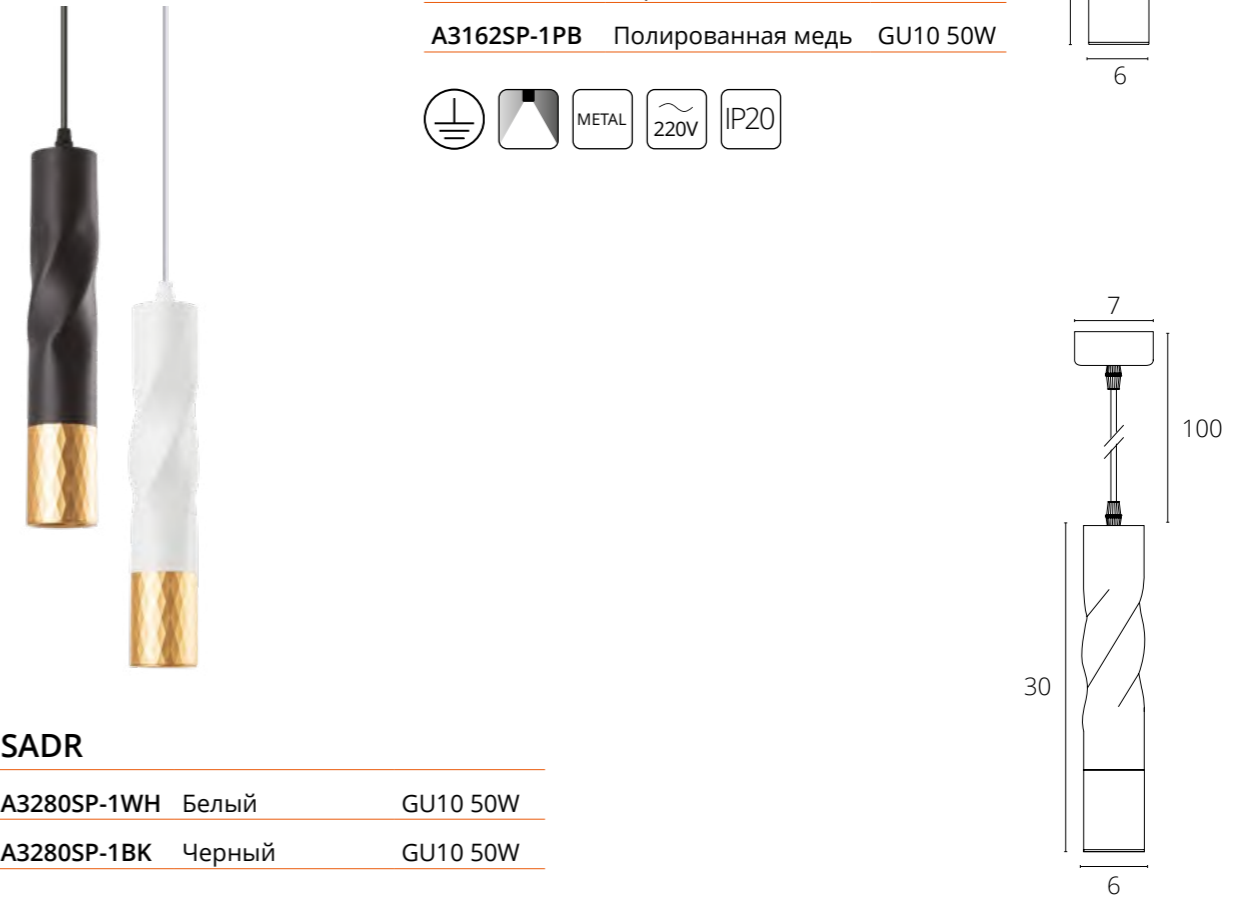 A3162SP-1PB Полированная медь GU10 50W
6
METAL
220V
IP20
7
100
30
6
SADR
A3280SP-1WH Белый GU10 50W
A3280SP-1BK Черный GU10 50W